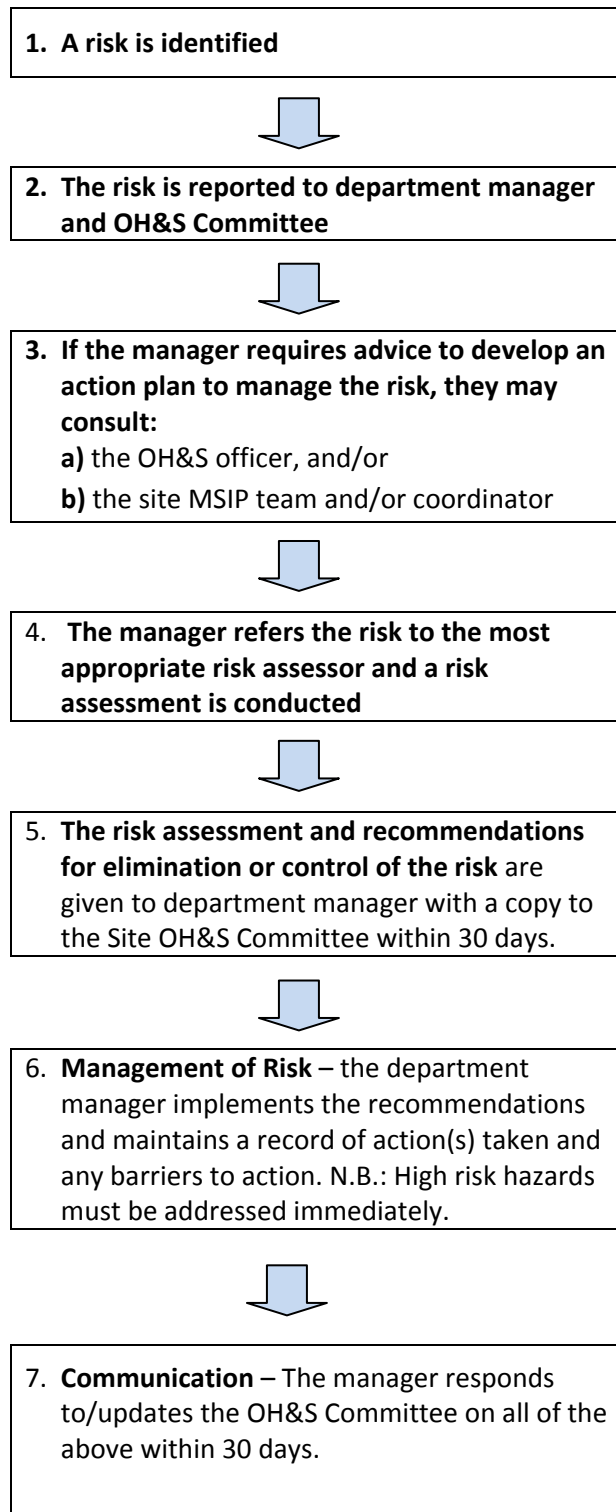 1. A risk is identified
2. The risk is reported to department manager
and OH&S Committee
3. If the manager requires advice to develop an
action plan to manage the risk, they may
consult:
a) the OH&S officer, and/or
b) the site MSIP team and/or coordinator
4. The manager refers the risk to the most
appropriate risk assessor and a risk
assessment is conducted
5. The risk assessment and recommendations
for elimination or control of the risk are
given to department manager with a copy to
the Site OH&S Committee within 30 days.
6. Management of Risk – the department
manager implements the recommendations
and maintains a record of action(s) taken and
any barriers to action. N.B.: High risk hazards
must be addressed immediately.
7. Communication – The manager responds
to/updates the OH&S Committee on all of the
above within 30 days.